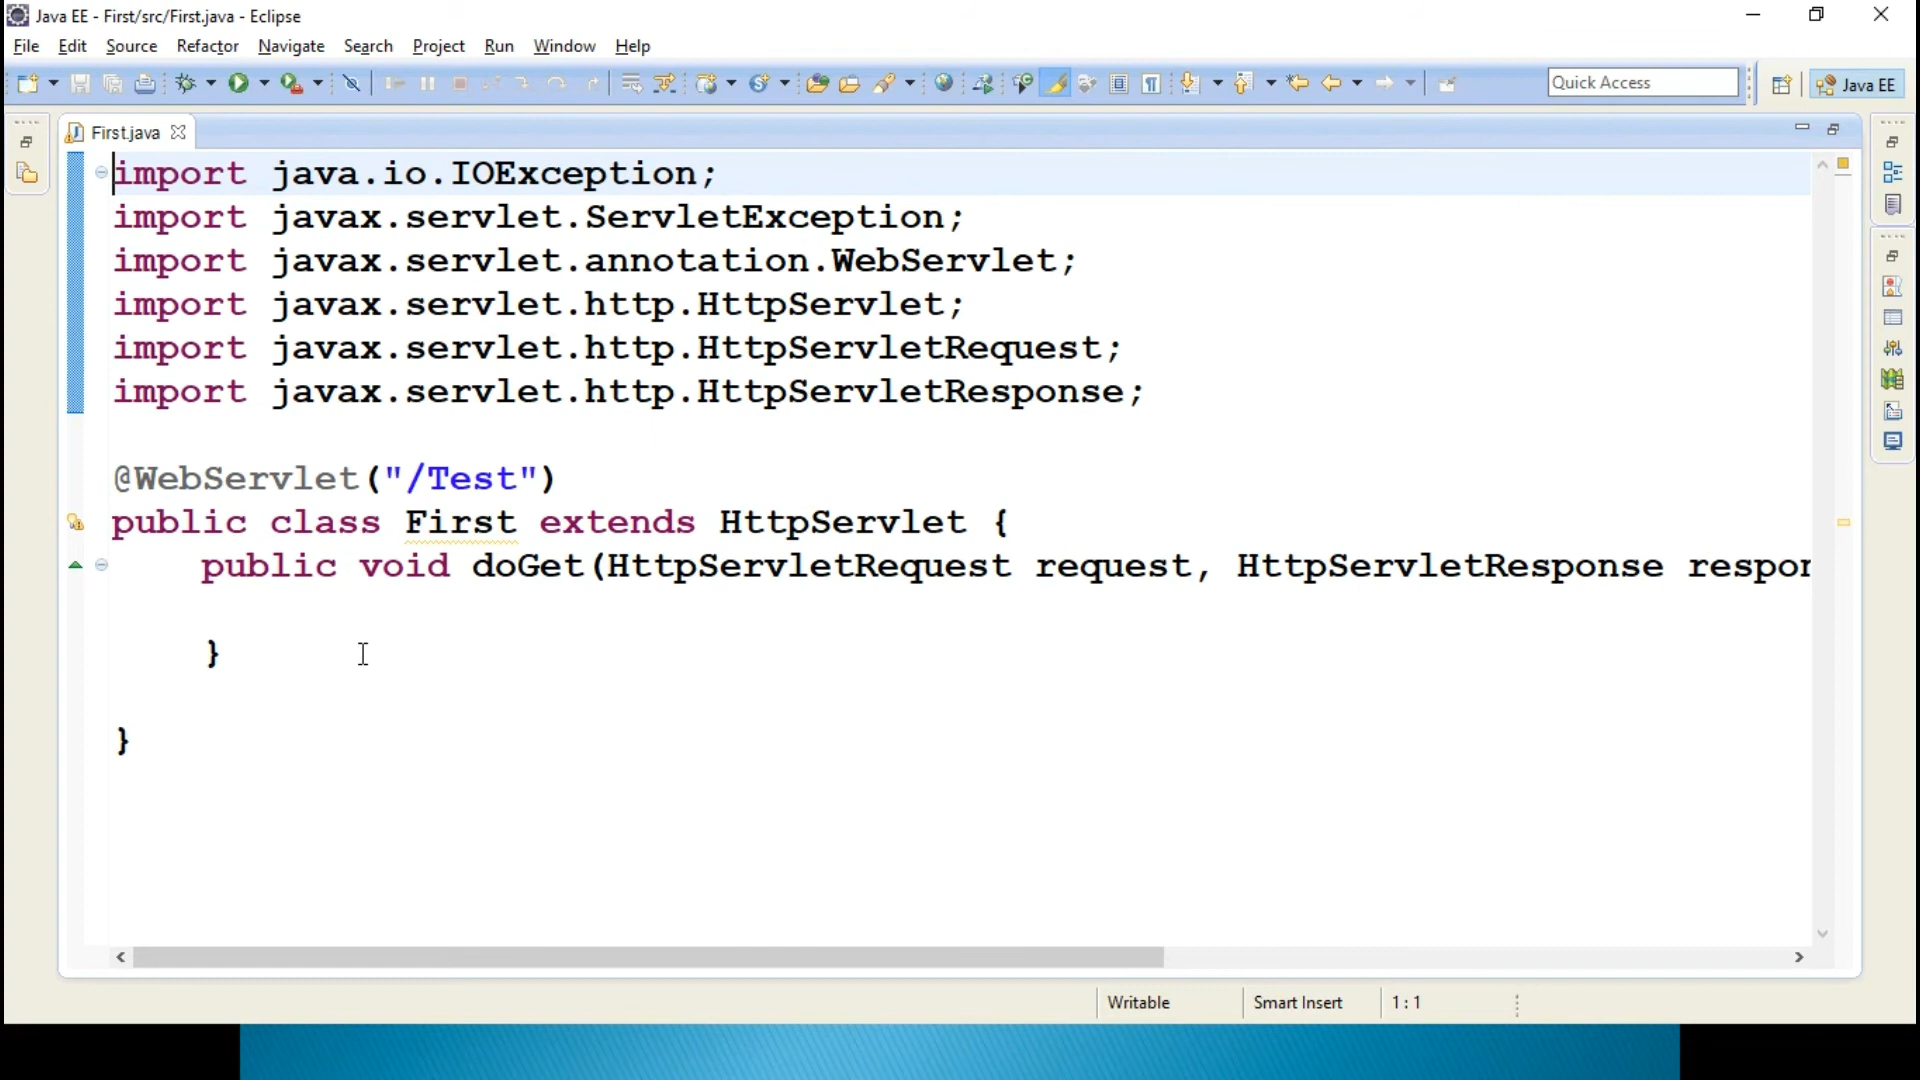 Java EE - First/src/First.java - Eclipse
File Edit Source Refactor Navigate Search Project Run Window Help
Quick Access
Java EE
First.java
import java.io.IOException;
import javax.servlet.ServletException;
import javax.servlet.annotation.WebServlet;
import javax.servlet.http.HttpServlet;
import javax.servlet.http.HttpServletRequest;
import javax.servlet.http.HttpServletResponse;
@WebServlet("/Test")
public class First extends HttpServlet {
public void doGet(HttpServletRequest request, HttpServletResponse respon
}
}
Writable
Smart Insert
1 : 1